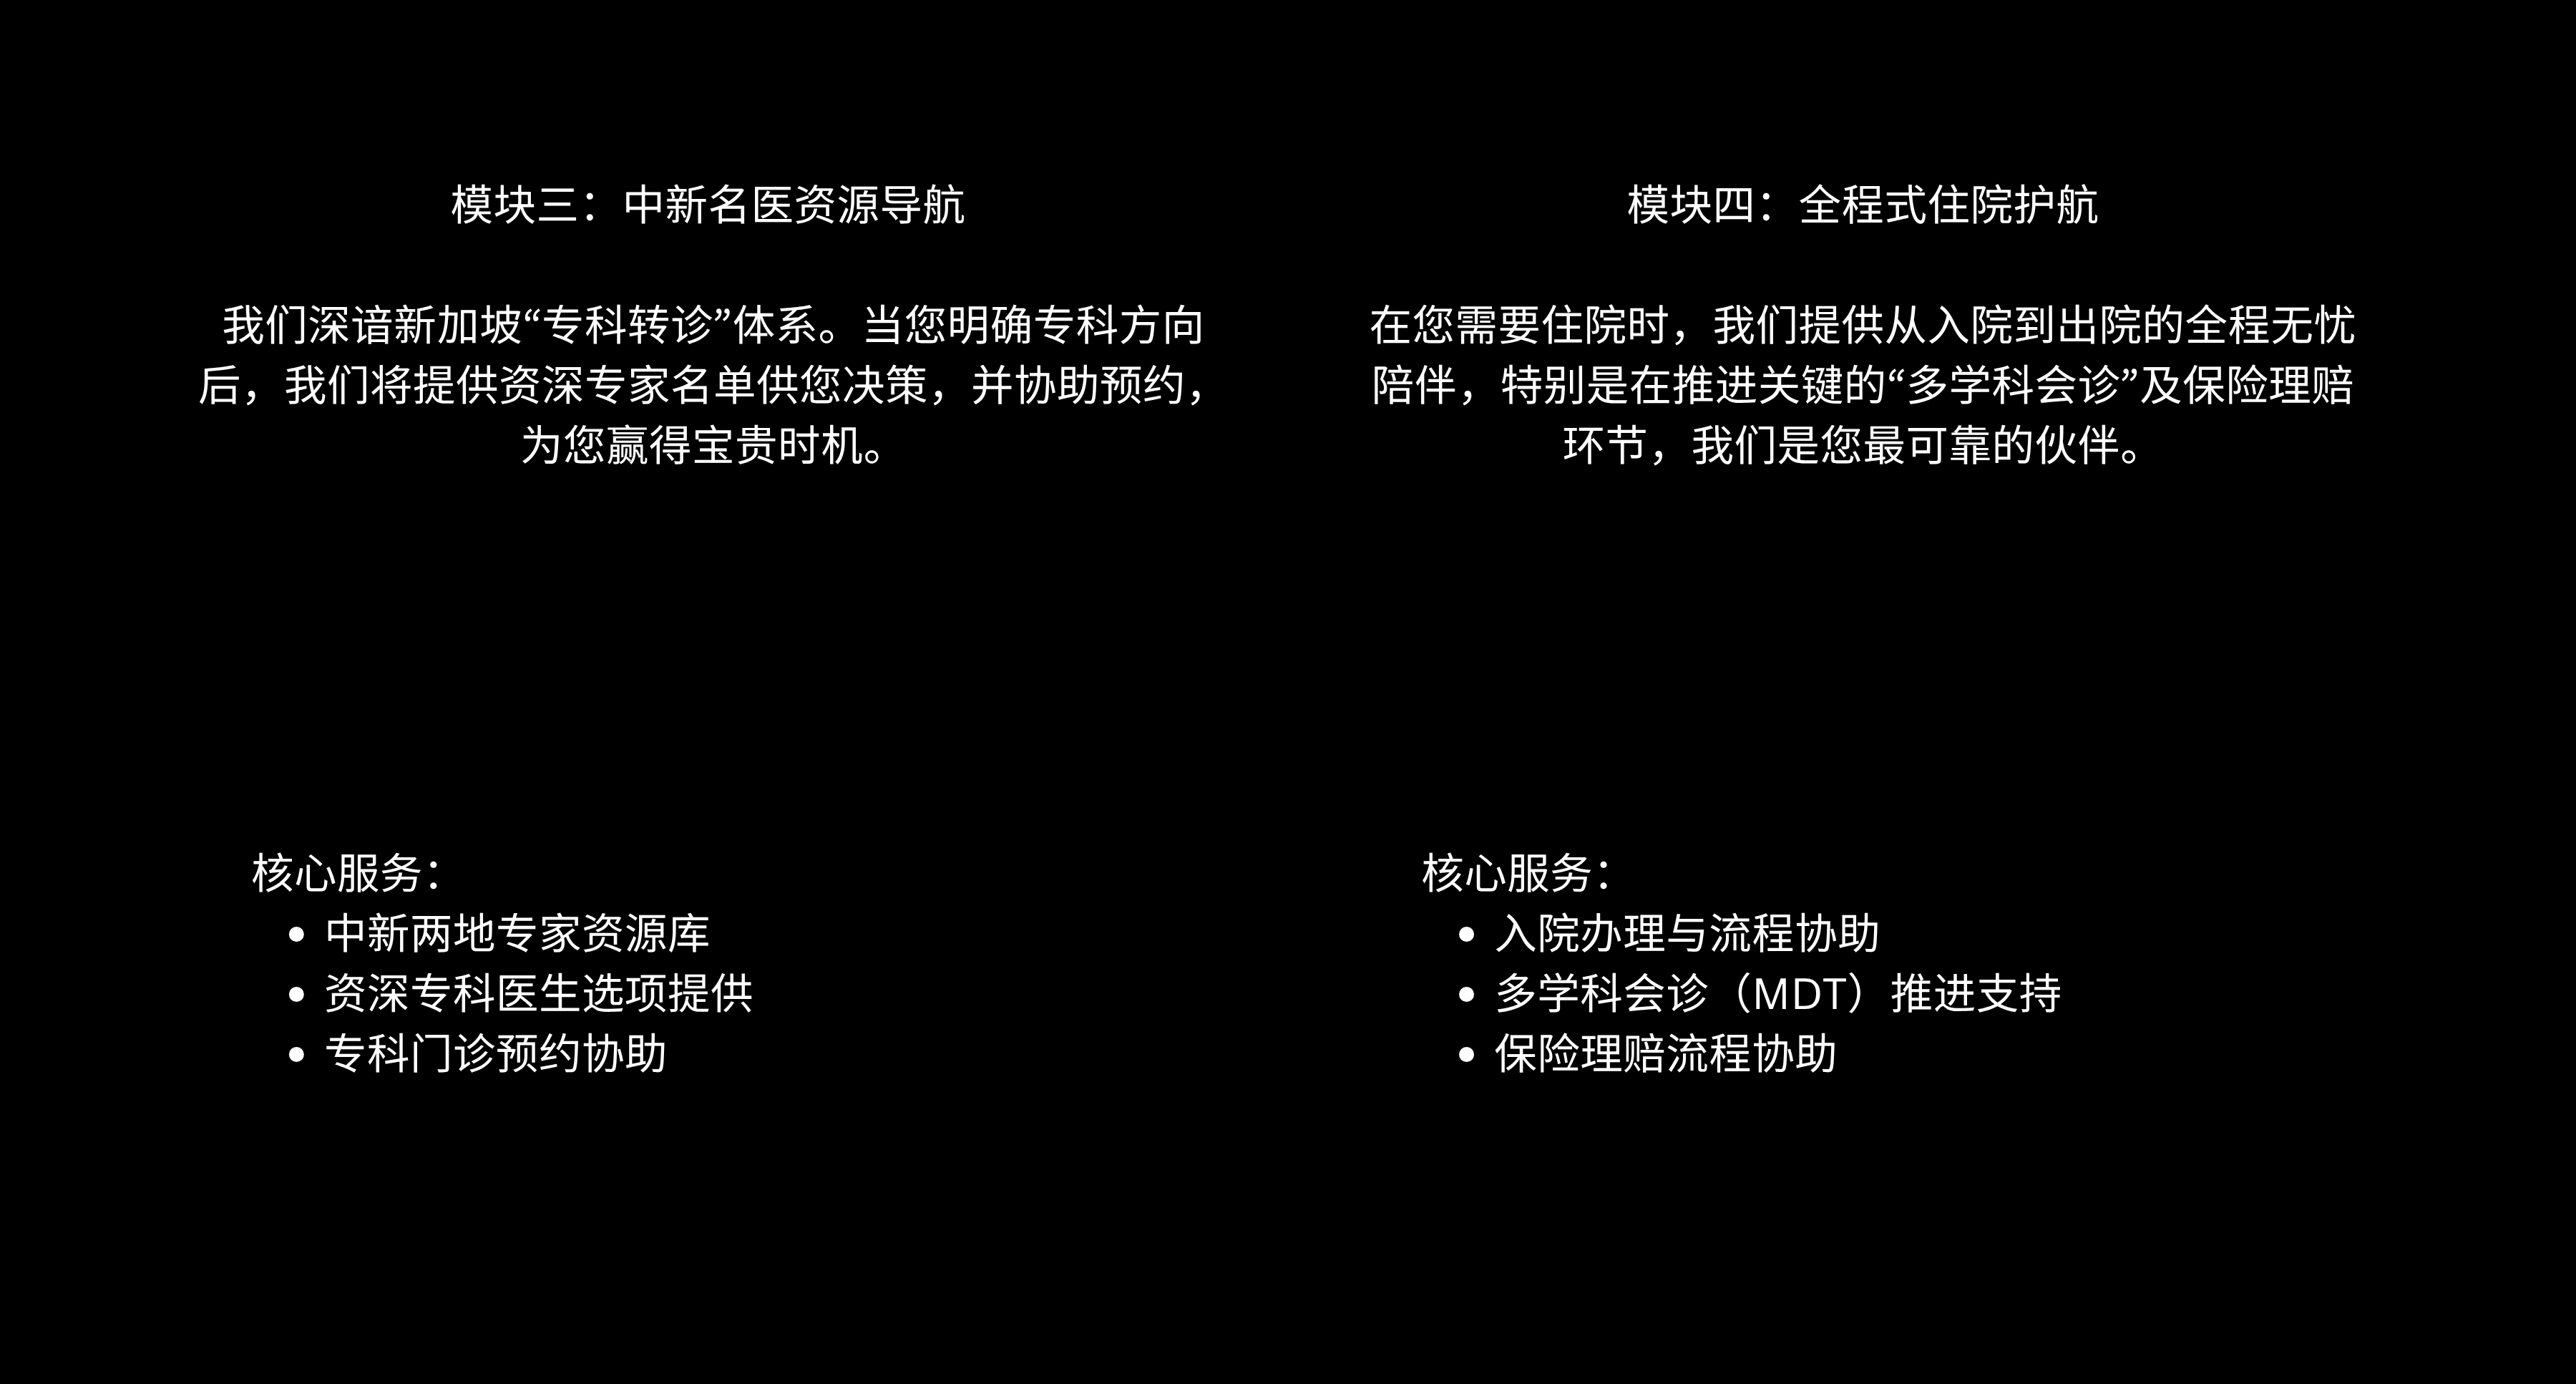 模块三：中新名医资源导航
我们深谙新加坡“专科转诊”体系。当您明确专科方向
后，我们将提供资深专家名单供您决策，并协助预约，
为您赢得宝贵时机。
核心服务：
• 中新两地专家资源库
• 资深专科医生选项提供
• 专科门诊预约协助
模块四：全程式住院护航
在您需要住院时，我们提供从入院到出院的全程无忧
陪伴，特别是在推进关键的“多学科会诊”及保险理赔
环节，我们是您最可靠的伙伴。
核心服务：
• 入院办理与流程协助
• 多学科会诊（MDT）推进支持
• 保险理赔流程协助